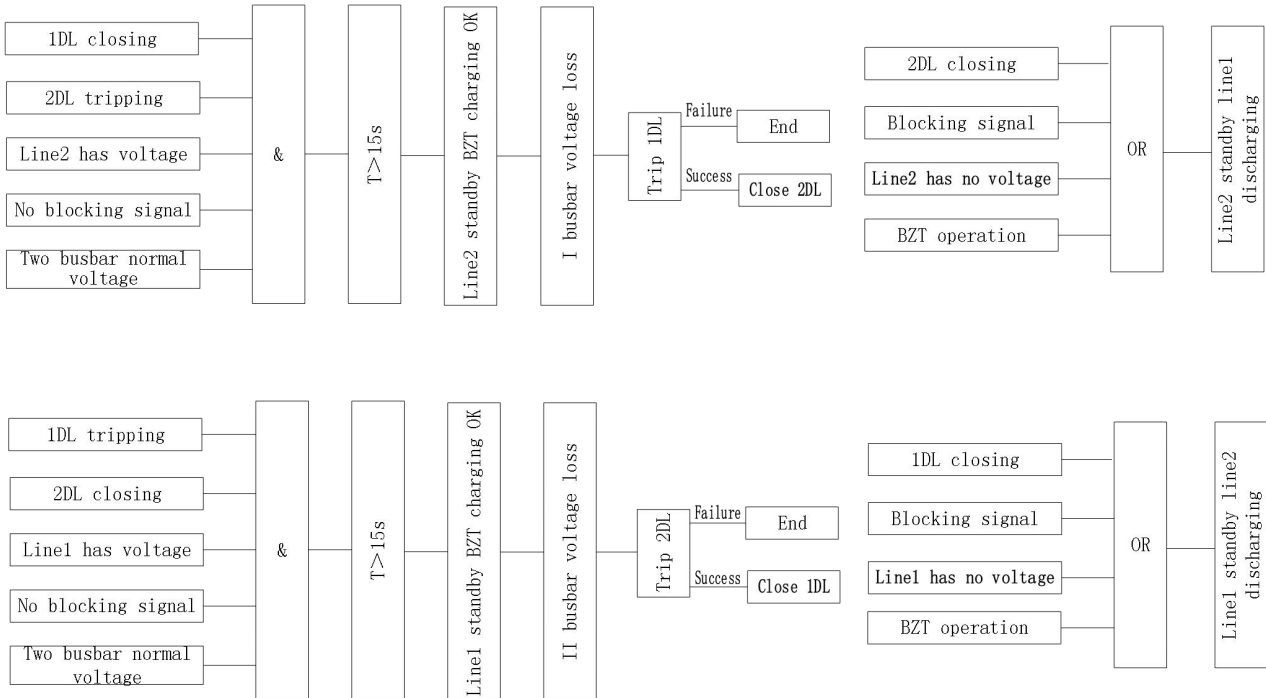 1DL closing
2DL tripping
Line2 has voltage
No blocking signal
Two busbar normal
voltage
&
T>15s
Line2 standby BZT charging OK
I busbar voltage loss
Trip 1DL
Failure
End
Success
Close 2DL
2DL closing
Blocking signal
Line2 has no voltage
BZT operation
OR
Line2 standby line1
discharging
1DL tripping
2DL closing
Line1 has voltage
No blocking signal
Two busbar normal
voltage
&
T>15s
Line1 standby BZT charging OK
II busbar voltage loss
Trip 2DL
Failure
End
Success
Close 1DL
1DL closing
Blocking signal
Line1 has no voltage
BZT operation
OR
Line1 standby line2
discharging